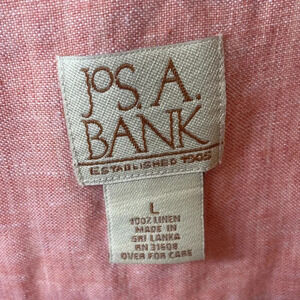 JoS. A.
BANK
ESTABLISHED 1905
L
100% LINEN
MADE IN
SRI LANKA
RN 31608
OVER FOR CARE